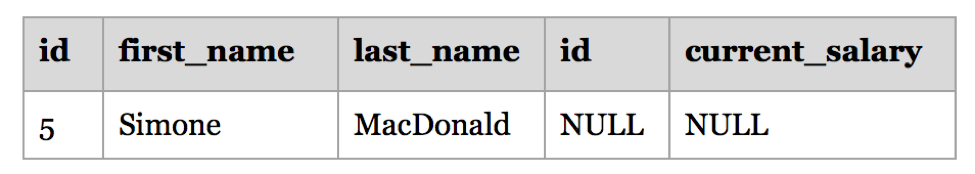 id first_name last_name id current_salary
5 Simone MacDonald NULL NULL